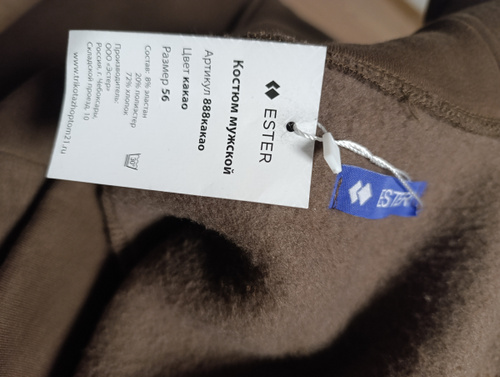 ESTER
Костюм мужской
Артикул 888какао
Цвет какао
Размер 56
Состав: 8% эластан
20% полиэстер
72% хлопок
Производитель:
ООО «Эстер»
Россия, г. Чебоксары,
Складской проезд, 10
www.trikotazhoptom21.ru
30°
ESTER